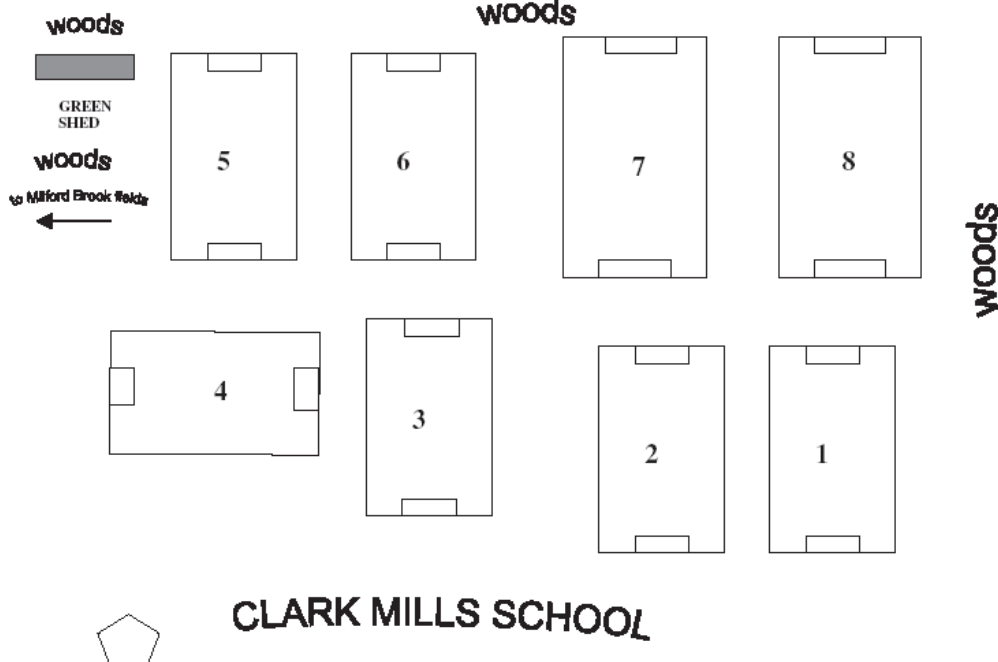 woods
woods
GREEN
SHED
woods
to Milford Brook fields
5
6
7
8
woods
4
3
2
1
CLARK MILLS SCHOOL